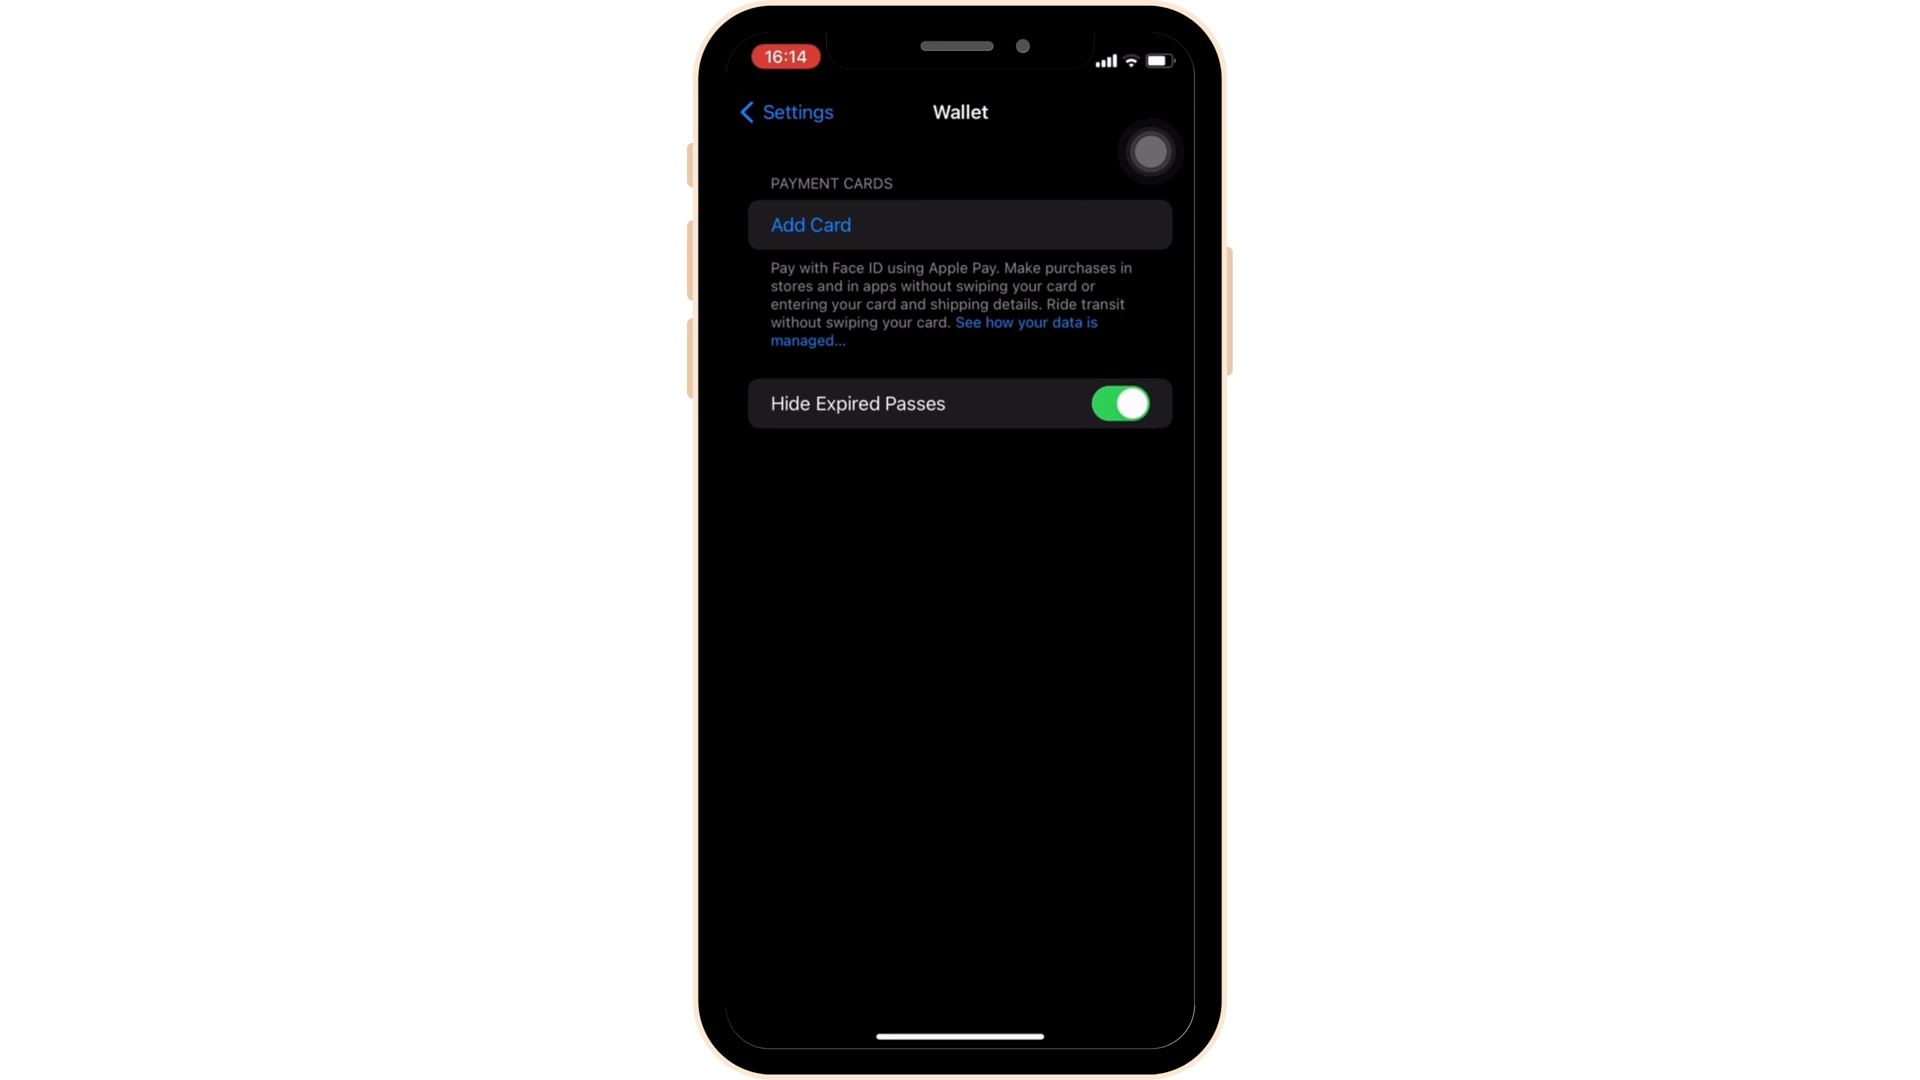 16:14
Settings
Wallet
PAYMENT CARDS
Add Card
Pay with Face ID using Apple Pay. Make purchases in
stores and in apps without swiping your card or
entering your card and shipping details. Ride transit
without swiping your card. See how your data is
managed...
Hide Expired Passes